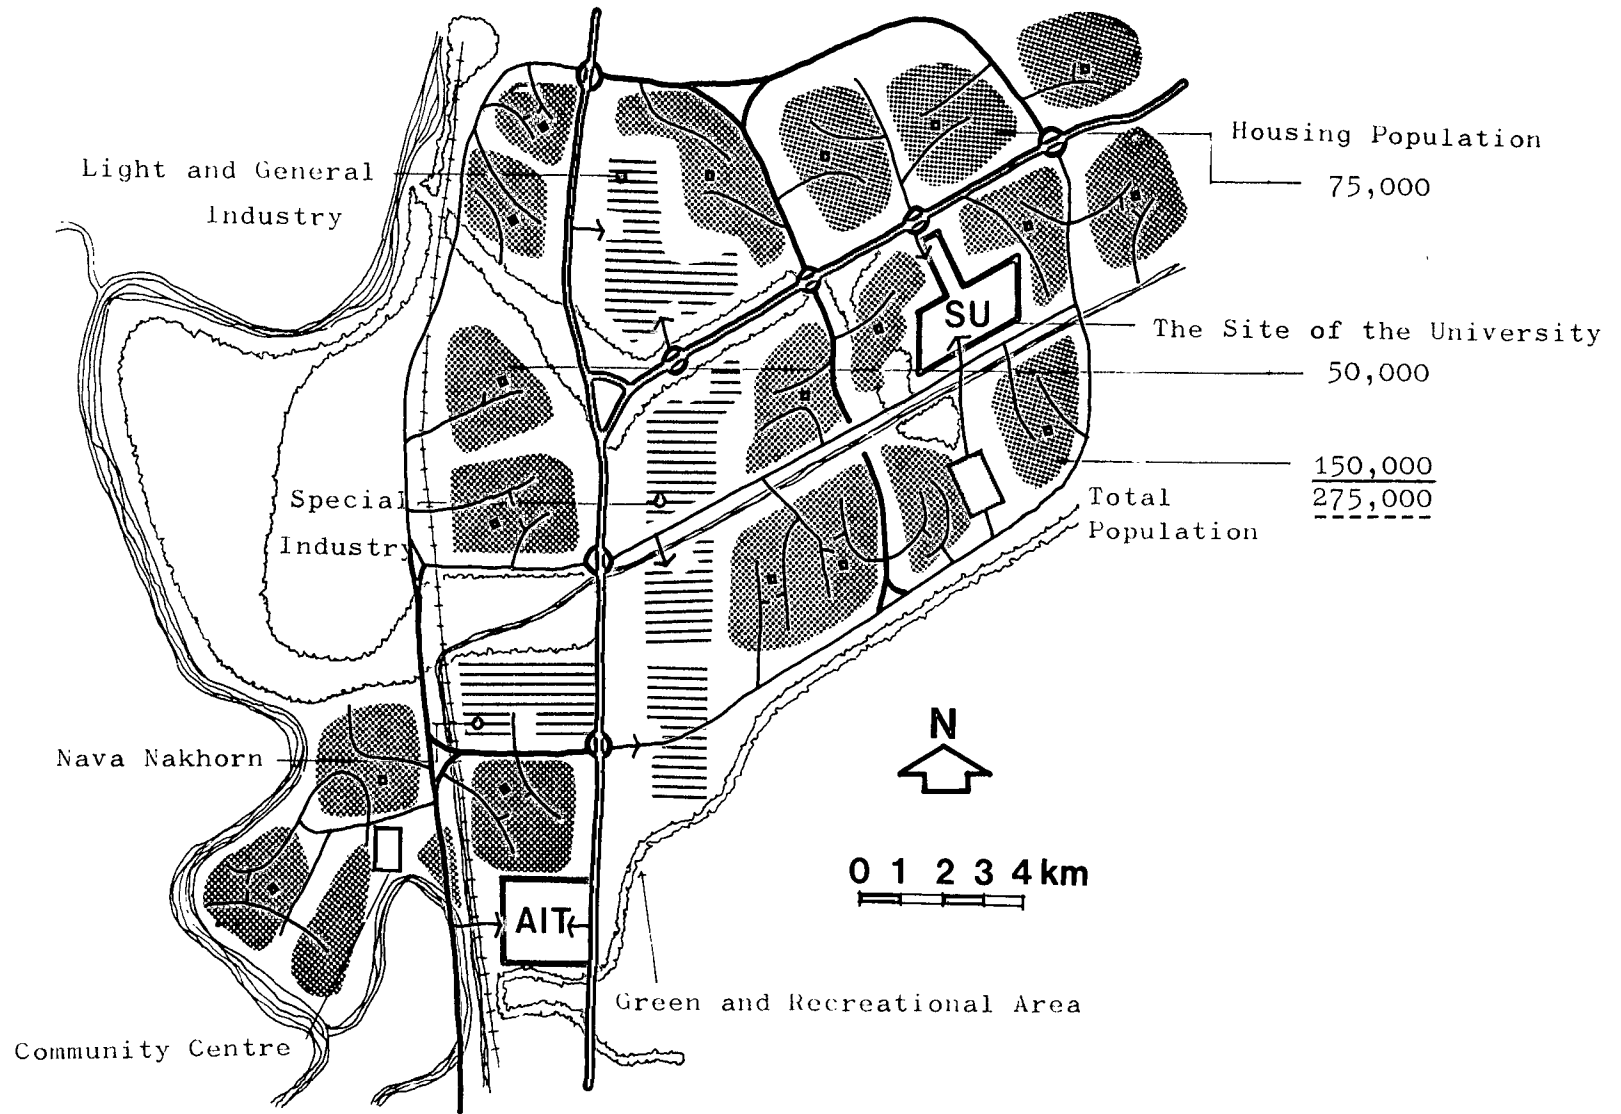 Housing Population
75,000
Light and General
Industry
SU
The Site of the University
50,000
150,000
275,000
Special
Industry
Total
Population
N
Nava Nakhorn
0 1 2 3 4 km
AIT
Green and Recreational Area
Community Centre